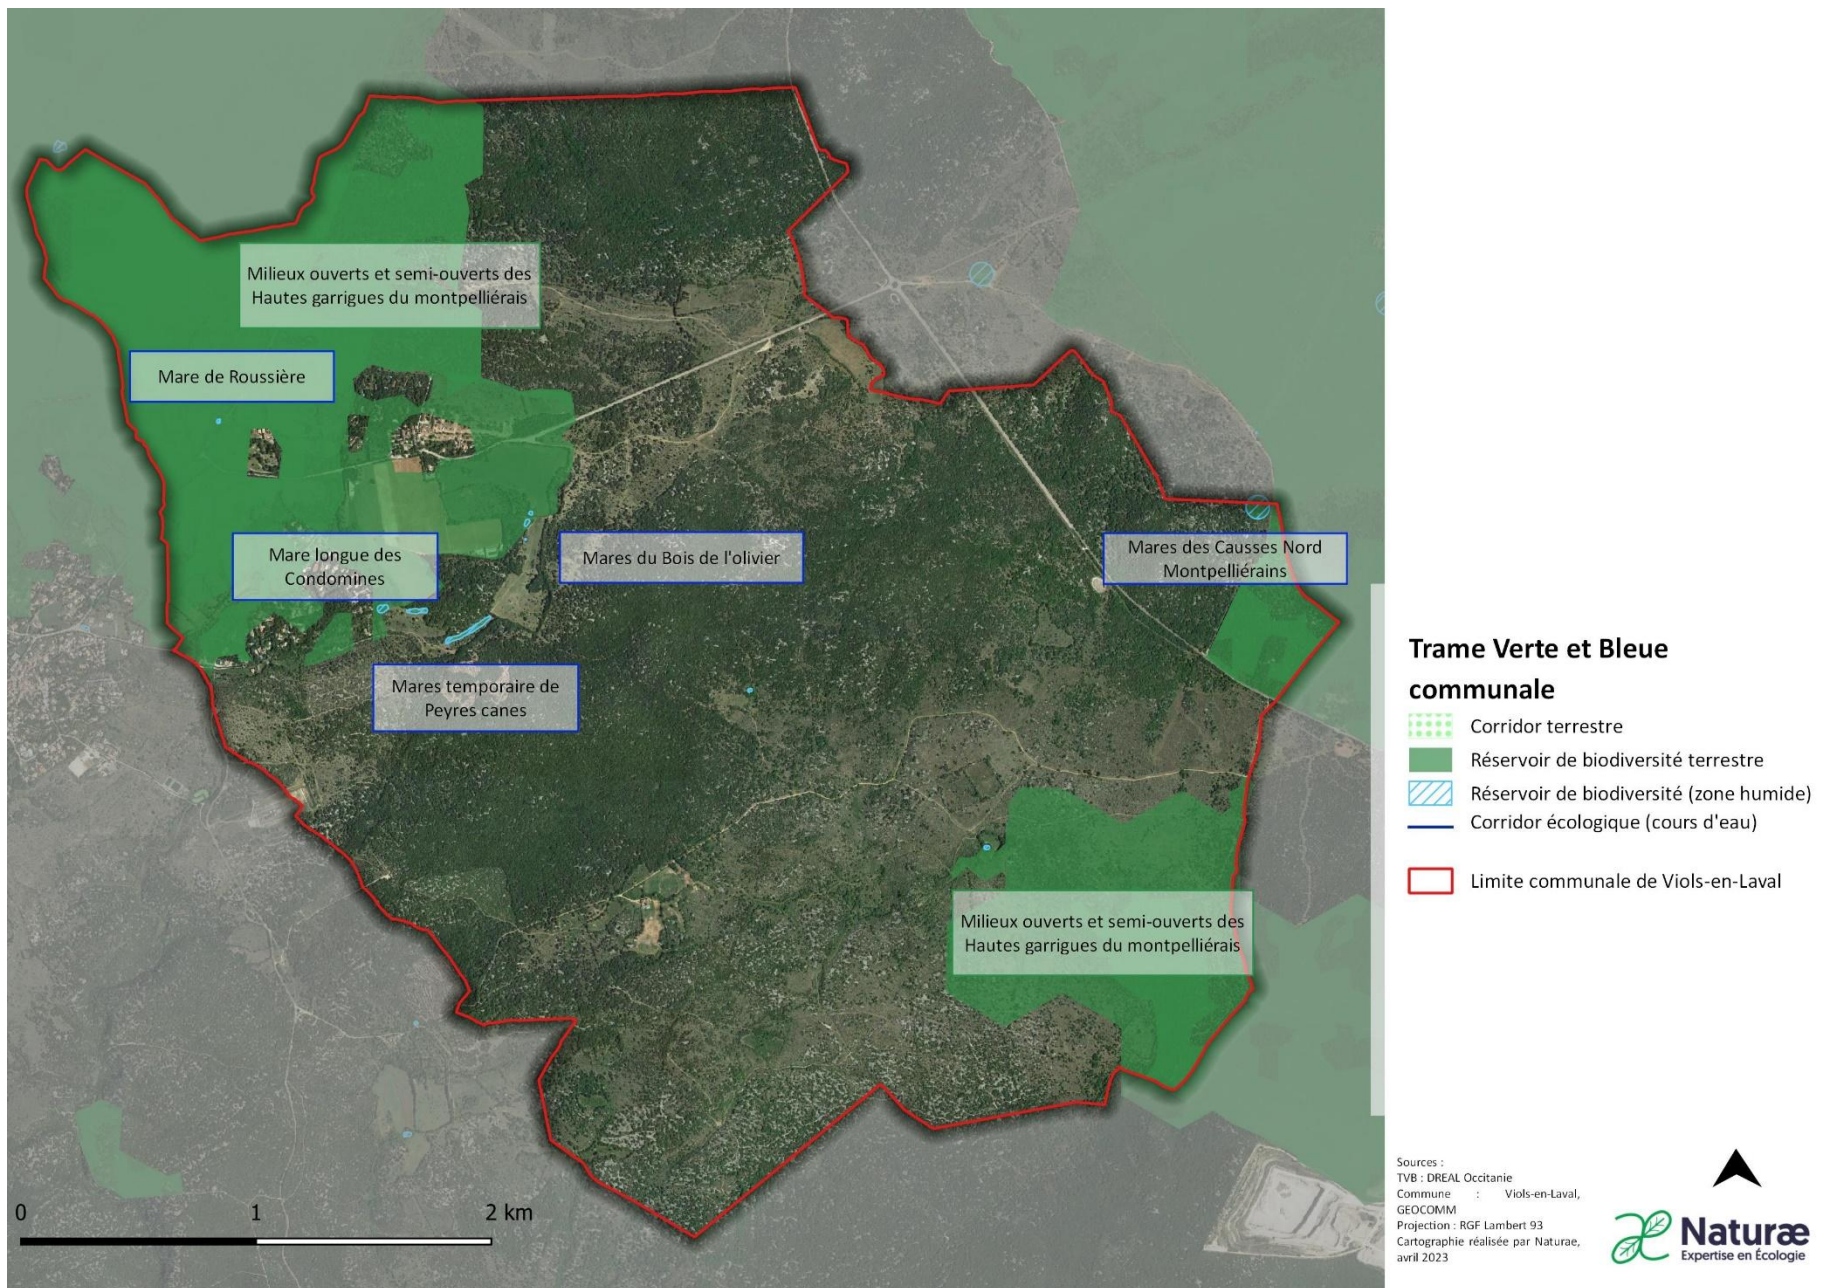 Milieux ouverts et semi-ouverts des
Hautes garrigues du montpelliérais
Mare de Roussière
Mare longue des
Condomines
Mares du Bois de l'olivier
Mares des Causses Nord
Montpelliérains
Mares temporaire de
Peyres canes
Milieux ouverts et semi-ouverts des
Hautes garrigues du montpelliérais
0 1 2 km
Trame Verte et Bleue
communale
Corridor terrestre
Réservoir de biodiversité terrestre
Réservoir de biodiversité (zone humide)
Corridor écologique (cours d'eau)
Limite communale de Viols-en-Laval
Sources :
TVB : DREAL Occitanie
Commune : Viols-en-Laval,
GEOCOMM
Projection : RGF Lambert 93
Cartographie réalisée par Naturae,
avril 2023
Naturæ
Expertise en Écologie